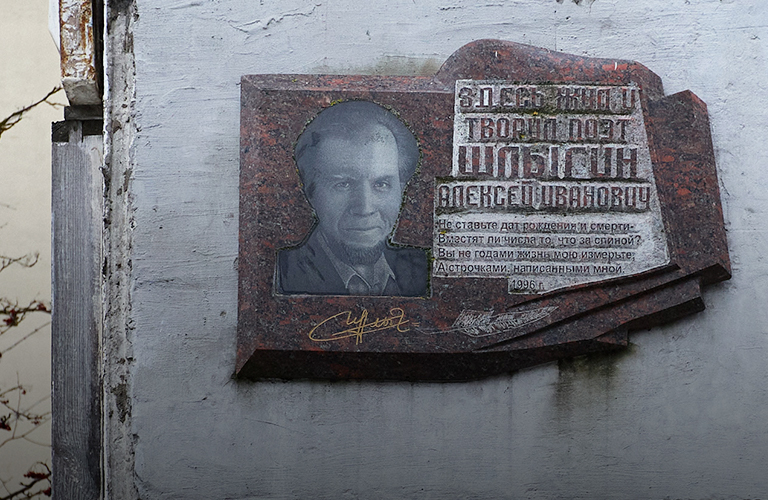 ЗДЕСЬ ЖИЛ И
ТВОРИЛ ПОЭТ
ШЛЫГИН
АЛЕКСЕЙ ИВАНОВИЧ
Не ставьте дат рождения и смерти-
Вместят ли числа то, что за спиной?
Вы не годами жизнь мою измерьте,
А строчками, написанными мной.
1996 г.